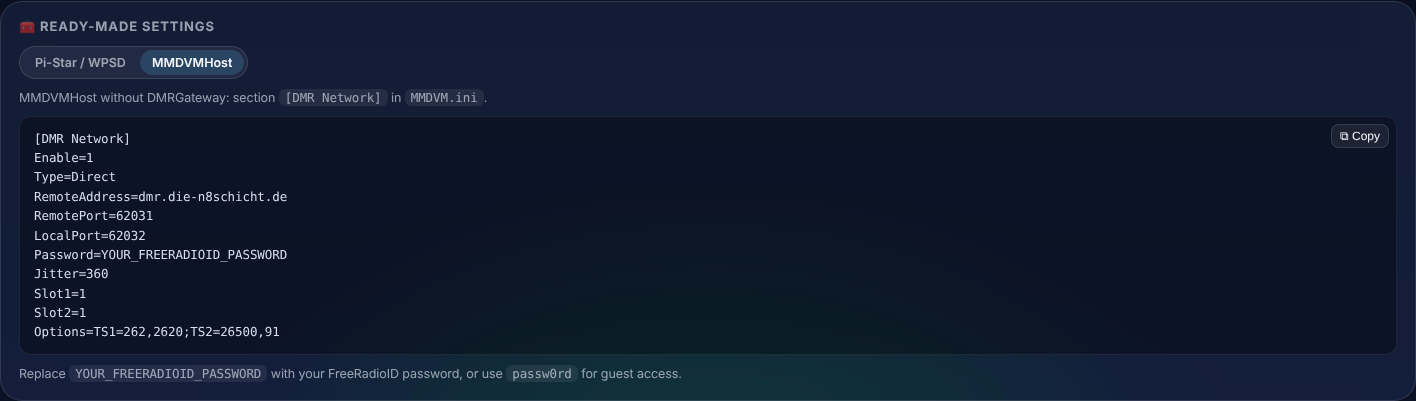 🧰 READY-MADE SETTINGS
Pi-Star / WPSD MMDVMHost
MMDVMHost without DMRGateway: section [DMR Network] in MMDVM.ini.
⧉ Copy
[DMR Network]
Enable=1
Type=Direct
RemoteAddress=dmr.die-n8schicht.de
RemotePort=62031
LocalPort=62032
Password=YOUR_FREERADIOID_PASSWORD
Jitter=360
Slot1=1
Slot2=1
Options=TS1=262,2620;TS2=26500,91
Replace YOUR_FREERADIOID_PASSWORD with your FreeRadioID password, or use passw0rd for guest access.